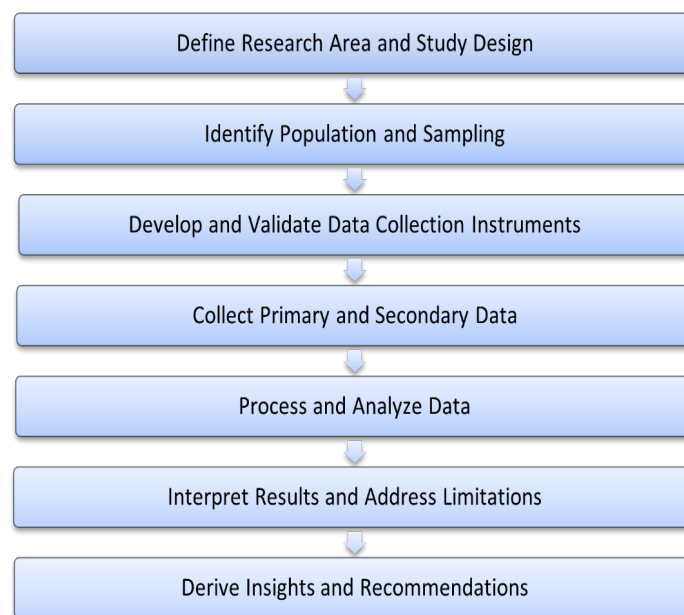 Define Research Area and Study Design
Identify Population and Sampling
Develop and Validate Data Collection Instruments
Collect Primary and Secondary Data
Process and Analyze Data
Interpret Results and Address Limitations
Derive Insights and Recommendations